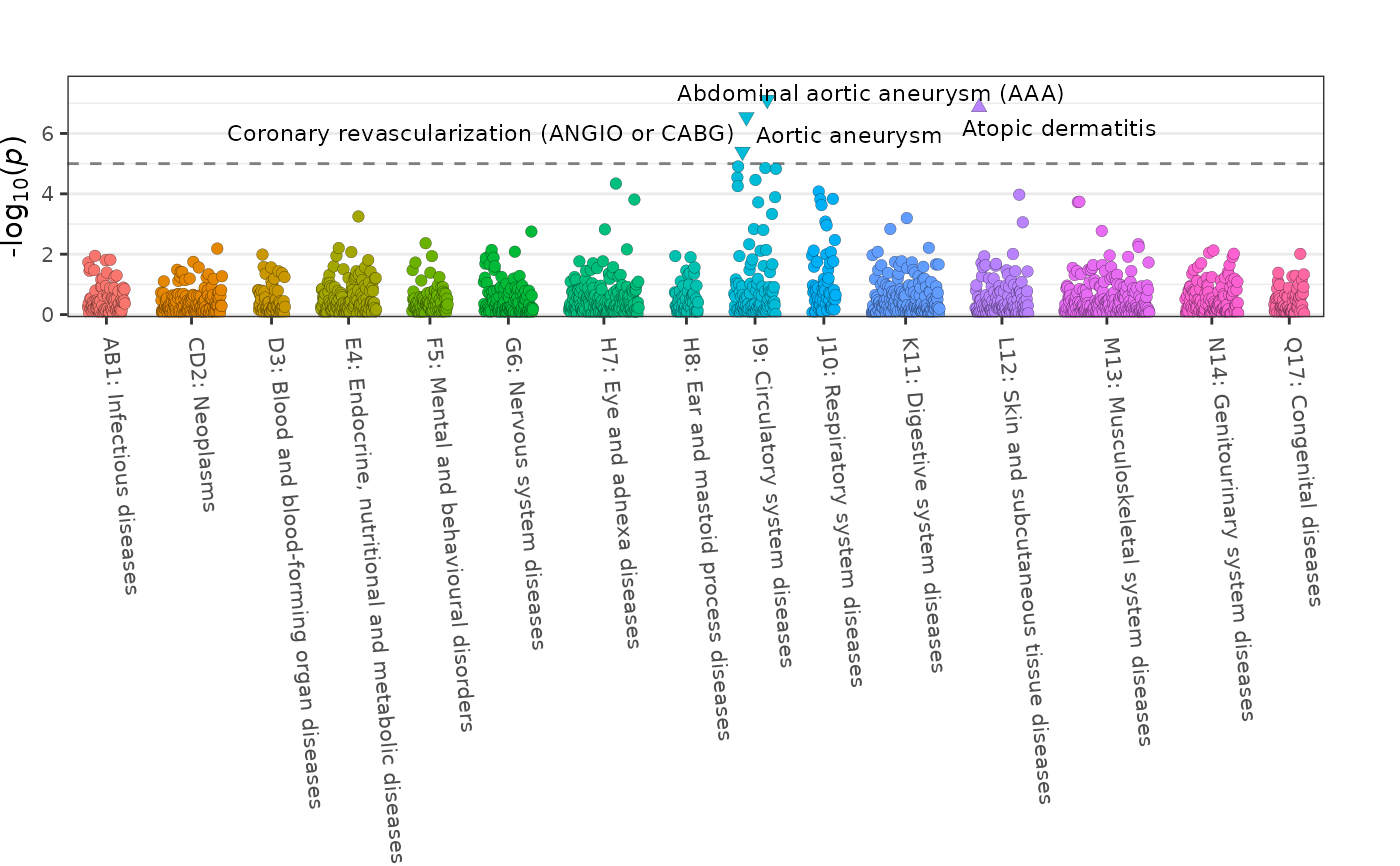 Abdominal aortic aneurysm (AAA)
Coronary revascularization (ANGIO or CABG)
Aortic aneurysm
Atopic dermatitis
-log10(p)
6
4
2
0
AB1: Infectious diseases
CD2: Neoplasms
D3: Blood and blood-forming organ diseases
E4: Endocrine, nutritional and metabolic diseases
F5: Mental and behavioural disorders
G6: Nervous system diseases
H7: Eye and adnexa diseases
H8: Ear and mastoid process diseases
I9: Circulatory system diseases
J10: Respiratory system diseases
K11: Digestive system diseases
L12: Skin and subcutaneous tissue diseases
M13: Musculoskeletal system diseases
N14: Genitourinary system diseases
Q17: Congenital diseases